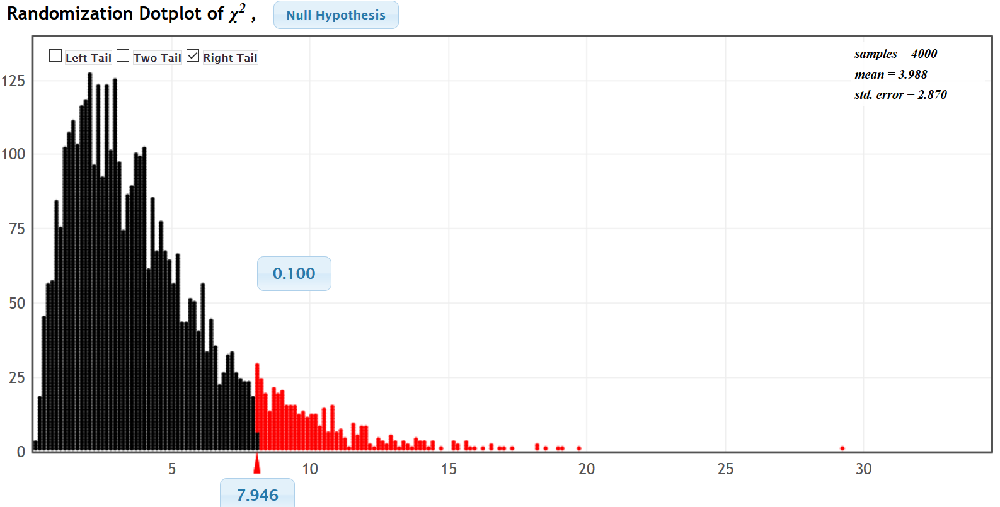 Randomization Dotplot of χ² , Null Hypothesis
Left Tail Two-Tail Right Tail
samples = 4000
mean = 3.988
std. error = 2.870
125
100
75
50
25
0
0.100
5 10 15 20 25 30
7.946